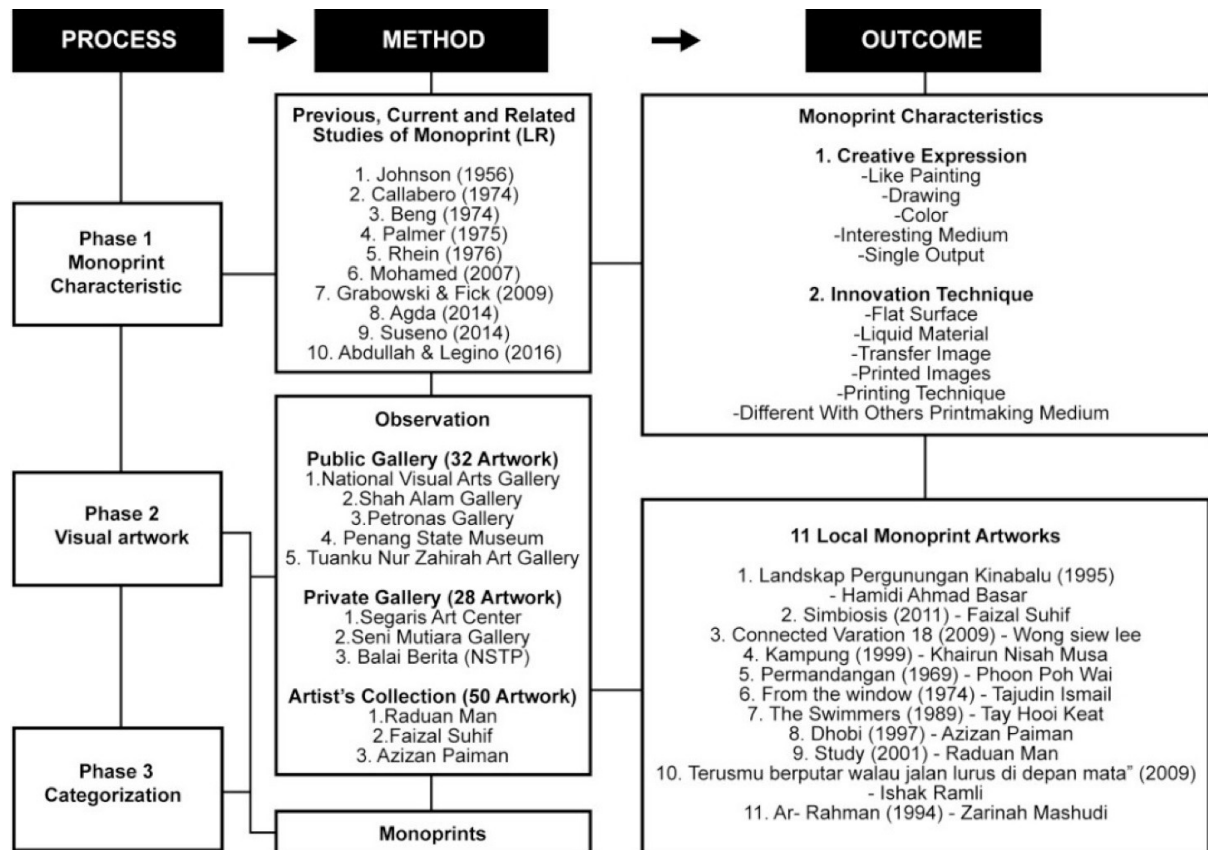 PROCESS
METHOD
OUTCOME
Phase 1
Monoprint
Characteristic
Phase 2
Visual artwork
Phase 3
Categorization
Previous, Current and Related
Studies of Monoprint (LR)
1. Johnson (1956)
2. Callabero (1974)
3. Beng (1974)
4. Palmer (1975)
5. Rhein (1976)
6. Mohamed (2007)
7. Grabowski & Fick (2009)
8. Agda (2014)
9. Suseno (2014)
10. Abdullah & Legino (2016)
Observation
Public Gallery (32 Artwork)
1.National Visual Arts Gallery
2.Shah Alam Gallery
3.Petronas Gallery
4. Penang State Museum
5. Tuanku Nur Zahirah Art Gallery
Private Gallery (28 Artwork)
1.Segaris Art Center
2.Seni Mutiara Gallery
3. Balai Berita (NSTP)
Artist's Collection (50 Artwork)
1.Raduan Man
2.Faizal Suhif
3. Azizan Paiman
Monoprints
Monoprint Characteristics
1. Creative Expression
-Like Painting
-Drawing
-Color
-Interesting Medium
-Single Output
2. Innovation Technique
-Flat Surface
-Liquid Material
-Transfer Image
-Printed Images
-Printing Technique
-Different With Others Printmaking Medium
11 Local Monoprint Artworks
1. Landskap Pergunungan Kinabalu (1995)
- Hamidi Ahmad Basar
2. Simbiosis (2011) - Faizal Suhif
3. Connected Varation 18 (2009) - Wong siew lee
4. Kampung (1999) - Khairun Nisah Musa
5. Permandangan (1969) - Phoon Poh Wai
6. From the window (1974) - Tajudin Ismail
7. The Swimmers (1989) - Tay Hooi Keat
8. Dhobi (1997) - Azizan Paiman
9. Study (2001) - Raduan Man
10. Terusmu berputar walau jalan lurus di depan mata" (2009)
- Ishak Ramli
11. Ar- Rahman (1994) - Zarinah Mashudi